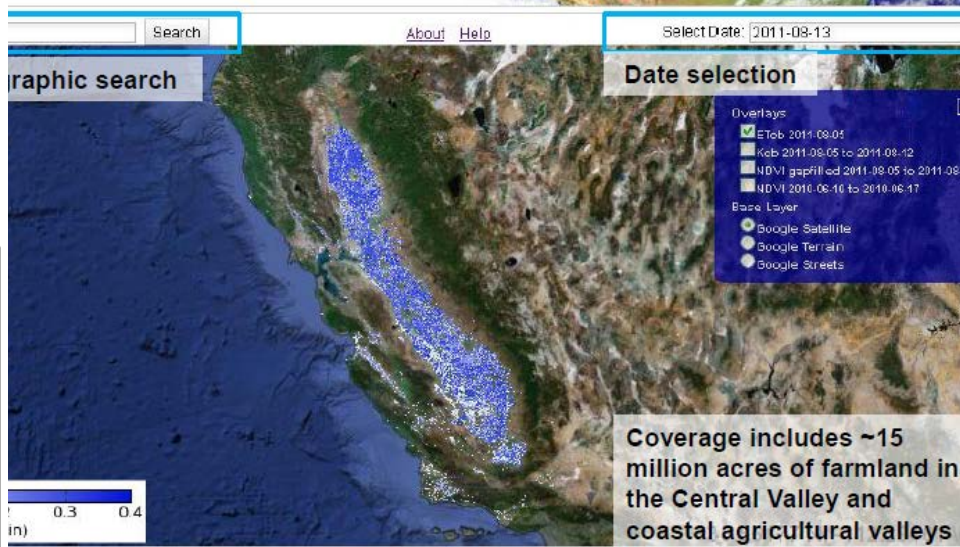 Search
About Help
Select Date: 2011-08-13
graphic search
Date selection
Overlays
ETcb 2011-08-05
Kcb 2011-08-05 to 2011-08-12
NDVI gapfilled 2011-08-05 to 2011-08-
NDVI 2010-06-10 to 2010-06-17
Base Layer
Google Satellite
Google Terrain
Google Streets
Coverage includes ~15
million acres of farmland in
the Central Valley and
coastal agricultural valleys
0.3 0.4
in)